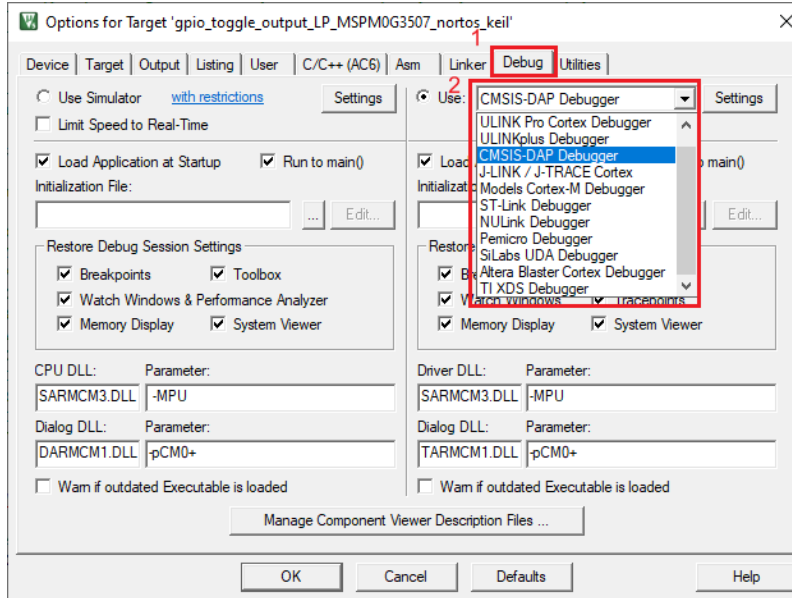 Options for Target 'gpio_toggle_output_LP_MSPM0G3507_nortos_keil'
1
Device Target Output Listing User C/C++ (AC6) Asm Linker Debug Utilities
2
Use Simulator with restrictions Settings
Limit Speed to Real-Time
Load Application at Startup Run to main()
Initialization File:
... Edit...
Restore Debug Session Settings
Breakpoints Toolbox
Watch Windows & Performance Analyzer
Memory Display System Viewer
CPU DLL: Parameter:
SARMCM3.DLL -MPU
Dialog DLL: Parameter:
DARMCM1.DLL -pCM0+
Warn if outdated Executable is loaded
Use: CMSIS-DAP Debugger Settings
ULINK Pro Cortex Debugger
ULINKplus Debugger
CMSIS-DAP Debugger
J-LINK / J-TRACE Cortex
Models Cortex-M Debugger
ST-Link Debugger
NULink Debugger
Pemicro Debugger
SiLabs UDA Debugger
Altera Blaster Cortex Debugger
TI XDS Debugger
Load main()
Edit...
Watch Windows Tracepoints
Memory Display System Viewer
Driver DLL: Parameter:
SARMCM3.DLL -MPU
Dialog DLL: Parameter:
TARMCM1.DLL -pCM0+
Warn if outdated Executable is loaded
Manage Component Viewer Description Files ...
OK Cancel Defaults Help